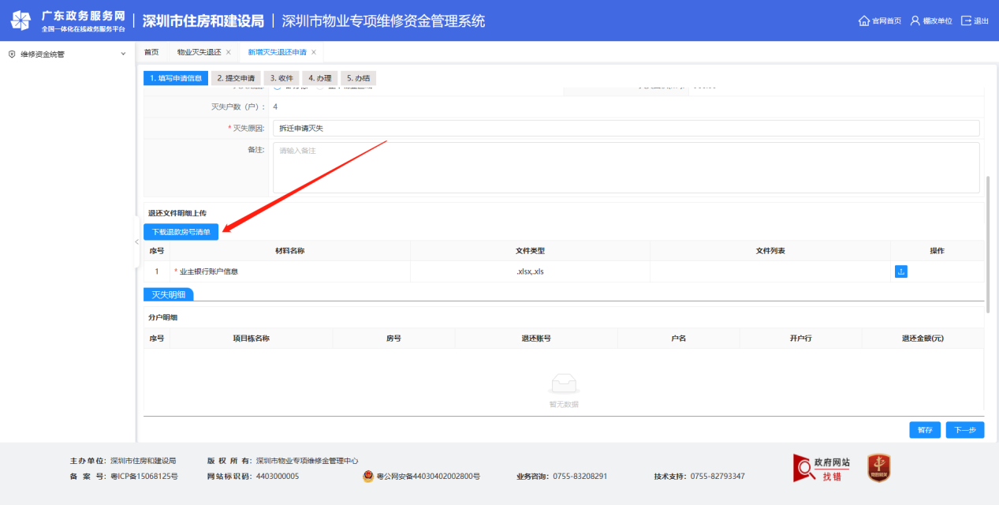 广东政务服务网
全国一体化在线政务服务平台
深圳市住房和建设局
深圳市物业专项维修资金管理系统
官网首页 棚改单位 退出
维修资金统管
首页 物业灭失退还 × 新增灭失退还申请 ×
1. 填写申请信息 2. 提交申请 3. 收件 4. 办理 5. 办结
灭失户数（户）: 4
* 灭失原因: 拆迁申请灭失
备注: 请输入备注
退还文件明细上传
下载退款房号清单
序号 材料名称 文件类型 文件列表 操作
1 * 业主银行账户信息 .xlsx,.xls
灭失明细
分户明细
序号 项目栋名称 房号 退还账号 户名 开户行 退还金额(元)
暂无数据
暂存 下一步
主办单位: 深圳市住房和建设局 版 权 所 有: 深圳市物业专项维修金管理中心
备 案 号: 粤ICP备15068125号 网站标识码: 4403000005 粤公网安备44030402002800号 业务咨询: 0755-83208291 技术支持: 0755-82793347
政府网站
找错